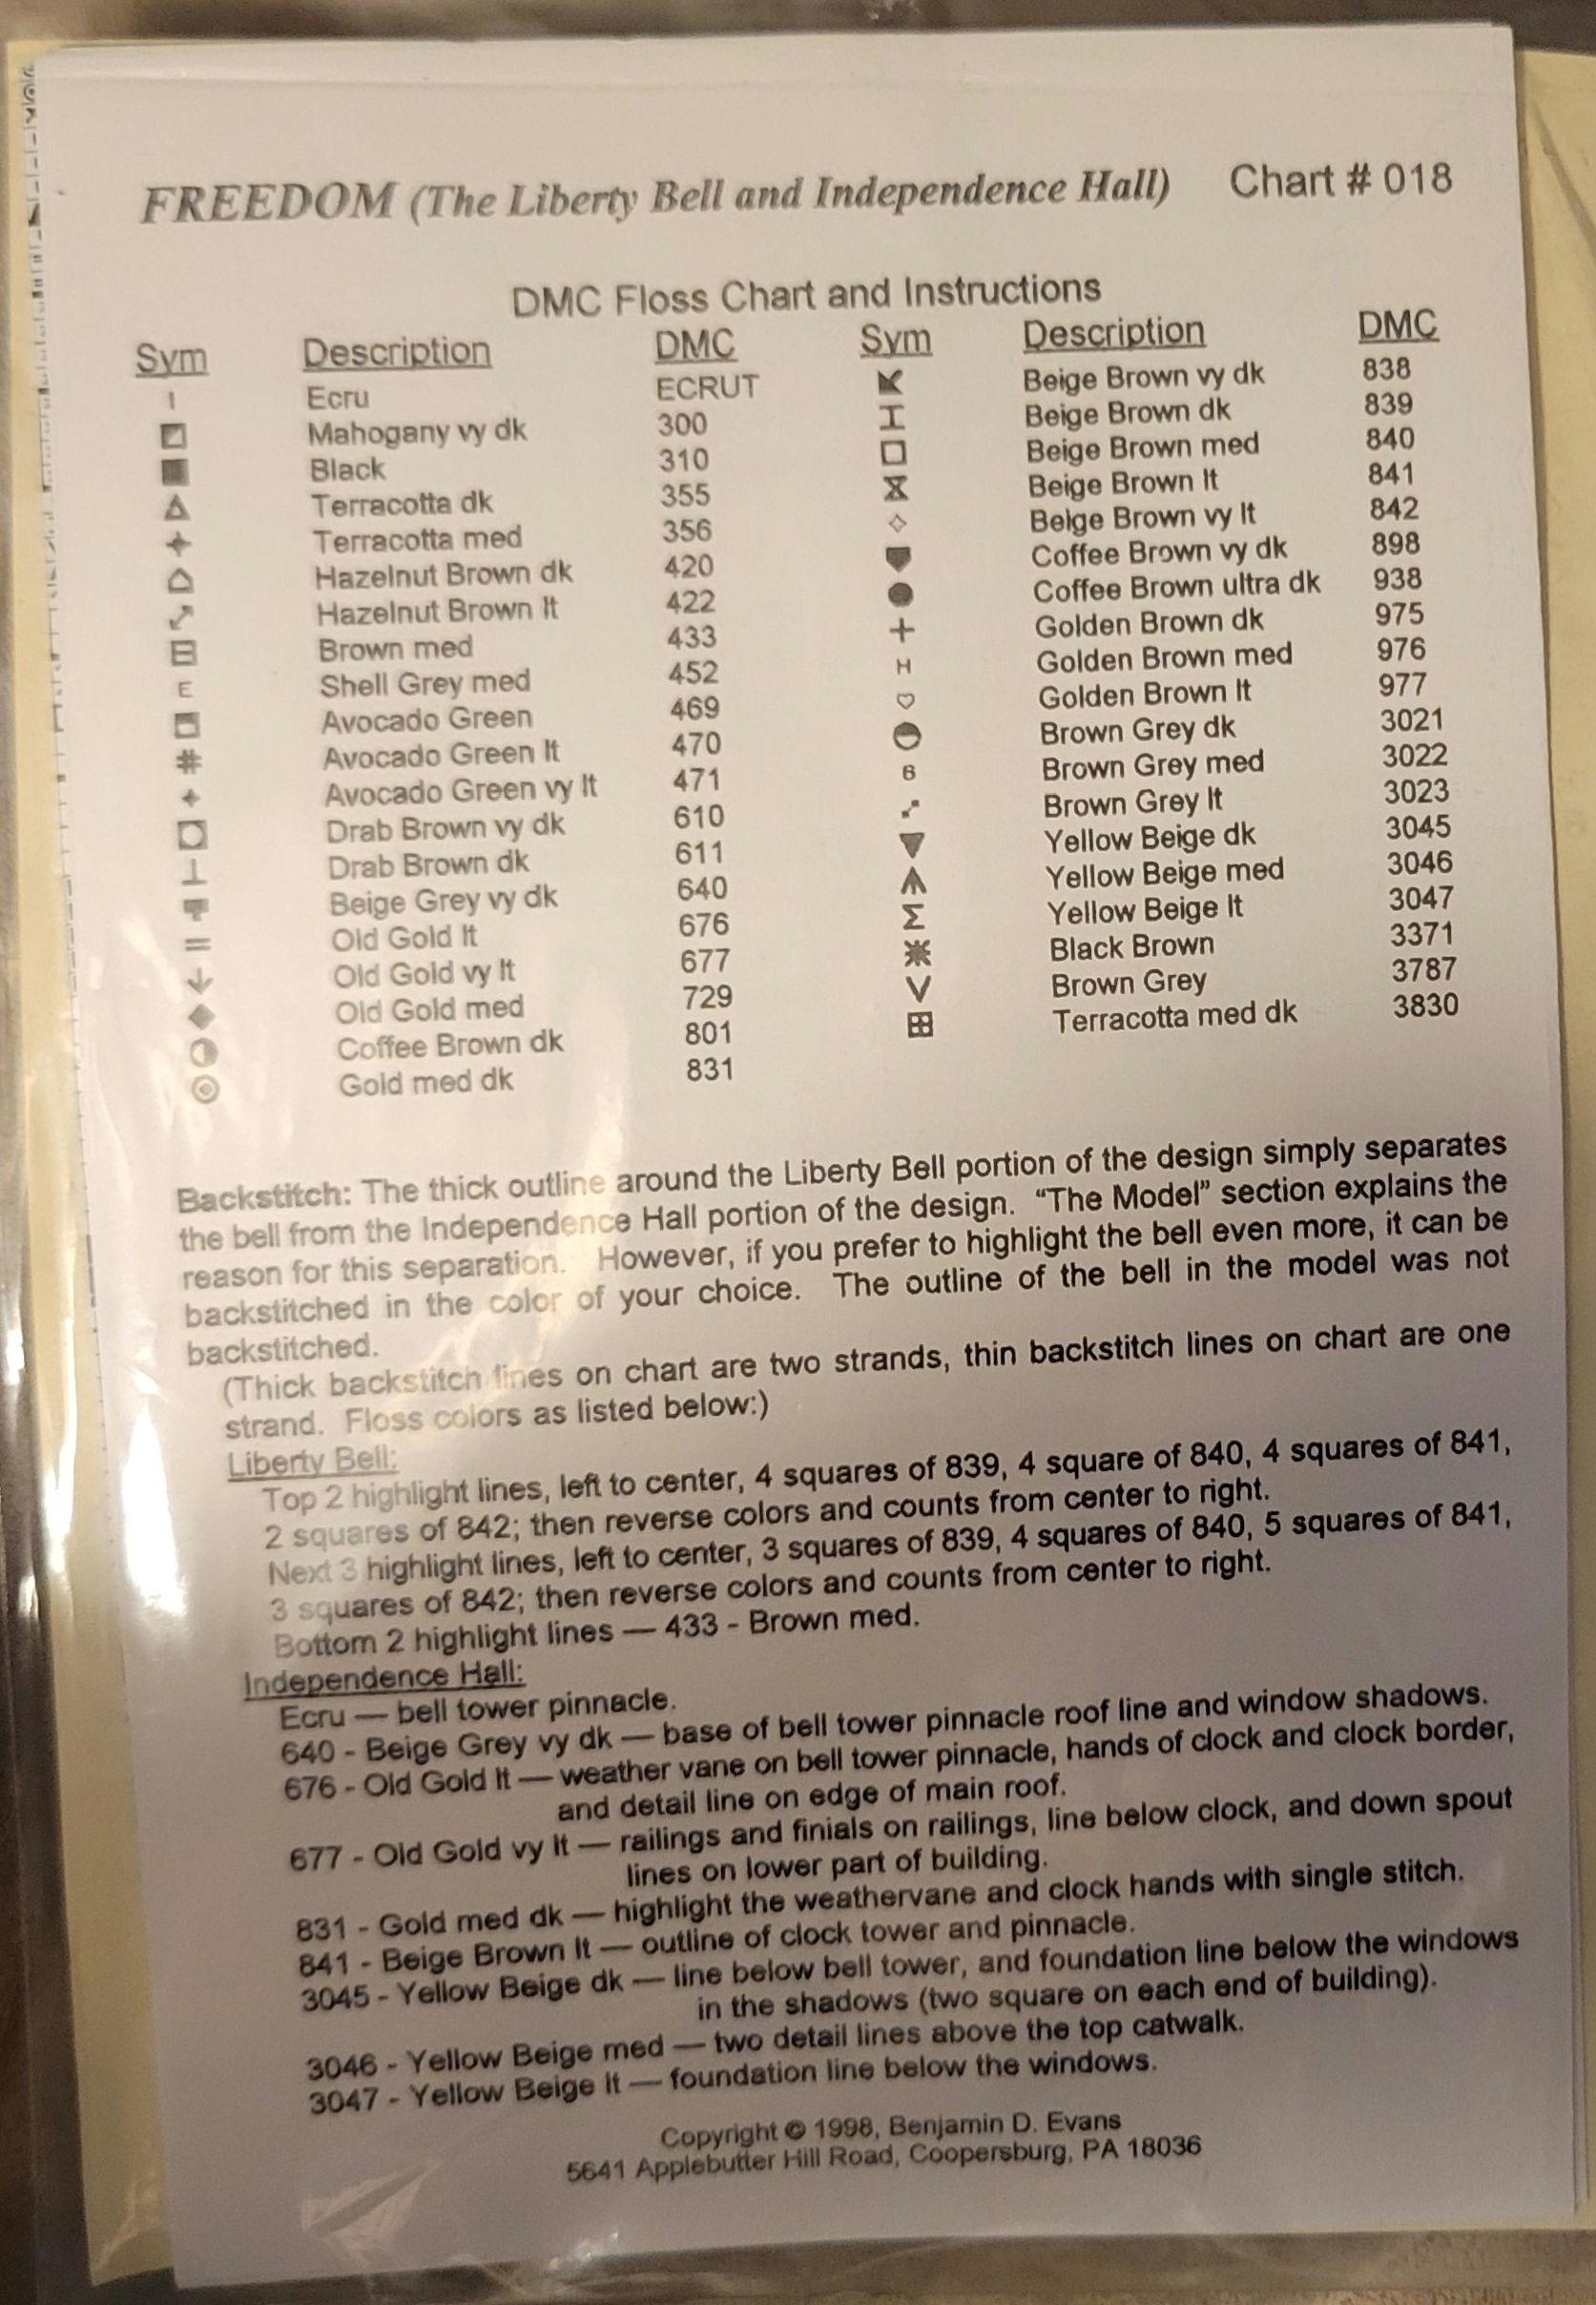 FREEDOM (The Liberty Bell and Independence Hall) Chart # 018
DMC Floss Chart and Instructions
Sym Description DMC Sym Description DMC
Ecru ECRUT Beige Brown vy dk 838
Mahogany vy dk 300 Beige Brown dk 839
Black 310 Beige Brown med 840
Terracotta dk 355 Beige Brown lt 841
Terracotta med 356 Beige Brown vy lt 842
Hazelnut Brown dk 420 Coffee Brown vy dk 898
Hazelnut Brown lt 422 Coffee Brown ultra dk 938
Brown med 433 + Golden Brown dk 975
E Shell Grey med 452 H Golden Brown med 976
Avocado Green 469 Golden Brown lt 977
# Avocado Green lt 470 Brown Grey dk 3021
Avocado Green vy lt 471 6 Brown Grey med 3022
Drab Brown vy dk 610 Brown Grey lt 3023
Drab Brown dk 611 Yellow Beige dk 3045
Beige Grey vy dk 640 Yellow Beige med 3046
= Old Gold lt 676 Σ Yellow Beige lt 3047
Old Gold vy lt 677 Black Brown 3371
Old Gold med 729 V Brown Grey 3787
Coffee Brown dk 801 Terracotta med dk 3830
Gold med dk 831
Backstitch: The thick outline around the Liberty Bell portion of the design simply separates
the bell from the Independence Hall portion of the design. “The Model” section explains the
reason for this separation. However, if you prefer to highlight the bell even more, it can be
backstitched in the color of your choice. The outline of the bell in the model was not
backstitched.
(Thick backstitch lines on chart are two strands, thin backstitch lines on chart are one
strand. Floss colors as listed below:)
Liberty Bell:
Top 2 highlight lines, left to center, 4 squares of 839, 4 square of 840, 4 squares of 841,
2 squares of 842; then reverse colors and counts from center to right.
Next 3 highlight lines, left to center, 3 squares of 839, 4 squares of 840, 5 squares of 841,
3 squares of 842; then reverse colors and counts from center to right.
Bottom 2 highlight lines — 433 - Brown med.
Independence Hall:
Ecru — bell tower pinnacle.
640 - Beige Grey vy dk — base of bell tower pinnacle roof line and window shadows.
676 - Old Gold lt — weather vane on bell tower pinnacle, hands of clock and clock border,
and detail line on edge of main roof.
677 - Old Gold vy lt — railings and finials on railings, line below clock, and down spout
lines on lower part of building.
831 - Gold med dk — highlight the weathervane and clock hands with single stitch.
841 - Beige Brown lt — outline of clock tower and pinnacle.
3045 - Yellow Beige dk — line below bell tower, and foundation line below the windows
in the shadows (two square on each end of building).
3046 - Yellow Beige med — two detail lines above the top catwalk.
3047 - Yellow Beige lt — foundation line below the windows.
Copyright © 1998, Benjamin D. Evans
5641 Applebutter Hill Road, Coopersburg, PA 18036